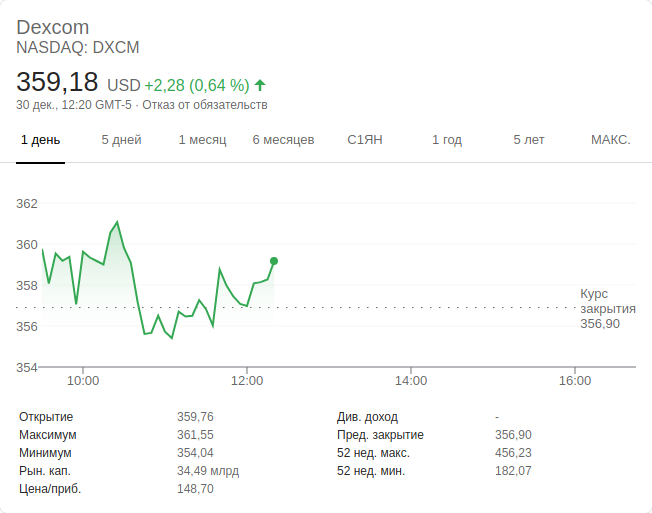 Dexcom
NASDAQ: DXCM
359,18 USD +2,28 (0,64 %)
30 дек., 12:20 GMT-5 · Отказ от обязательств
1 день 5 дней 1 месяц 6 месяцев С1ЯН 1 год 5 лет МАКС.
362
360
358
356
354
Курс
закрытия
356,90
10:00 12:00 14:00 16:00
Открытие 359,76 Див. доход -
Максимум 361,55 Пред. закрытие 356,90
Минимум 354,04 52 нед. макс. 456,23
Рын. кап. 34,49 млрд 52 нед. мин. 182,07
Цена/приб. 148,70